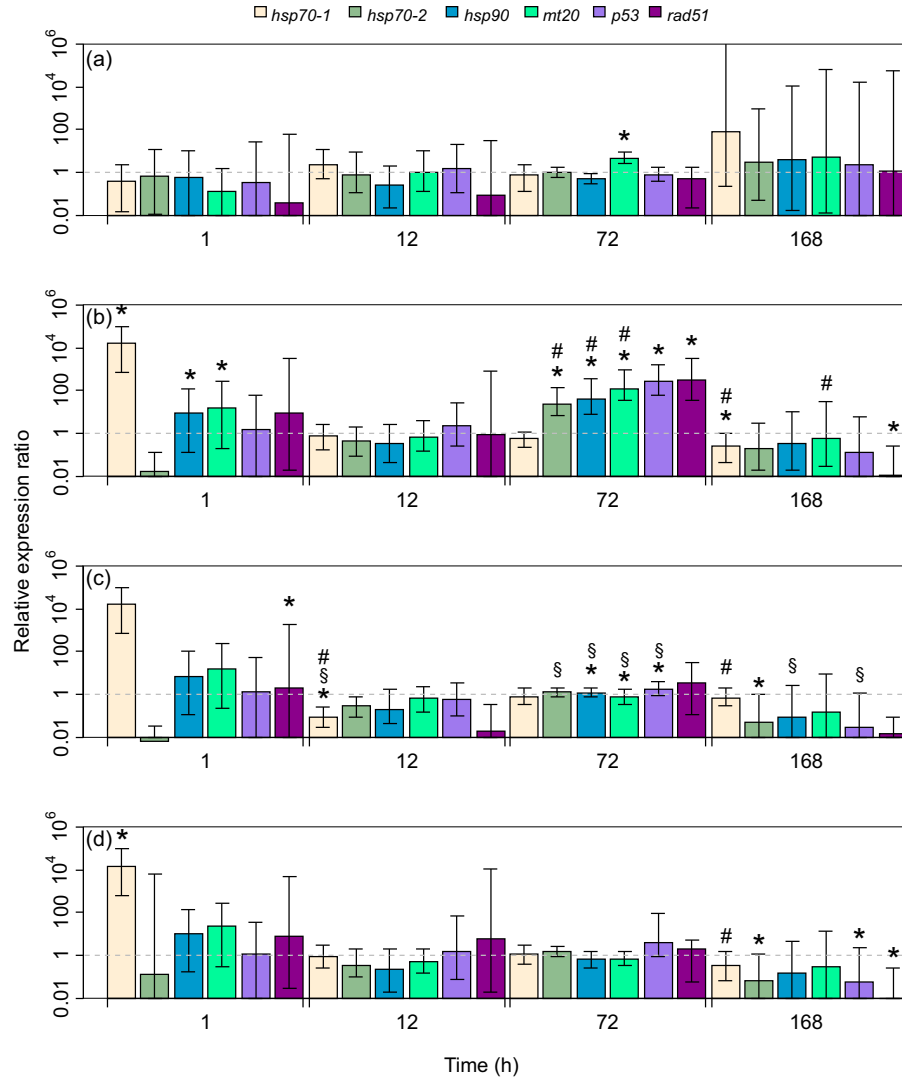 hsp70-1 hsp70-2 hsp90 mt20 p53 rad51
Relative expression ratio
(a)
10^6
10^4
100
1
0.01
*
1 12 72 168
(b)
10^6
10^4
100
1
0.01
# # # #
* * * * * * * * # *
1 12 72 168
(c)
10^6
10^4
100
1
0.01
* # § § § § # §
§ * * * * * §
1 12 72 168
(d)
10^6
10^4
100
1
0.01
* # * * *
1 12 72 168
Time (h)